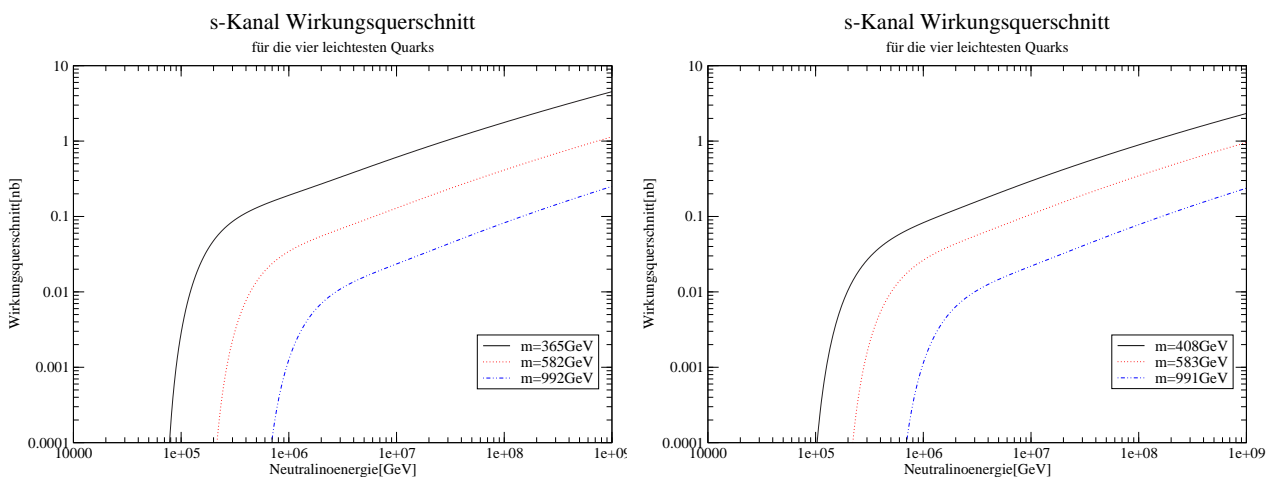 s-Kanal Wirkungsquerschnitt
für die vier leichtesten Quarks
10
1
0.1
0.01
0.001
0.0001
Wirkungsquerschnitt[nb]
m=365GeV
m=582GeV
m=992GeV
10000 1e+05 1e+06 1e+07 1e+08 1e+09
Neutralinoenergie[GeV]
s-Kanal Wirkungsquerschnitt
für die vier leichtesten Quarks
10
1
0.1
0.01
0.001
0.0001
Wirkungsquerschnitt[nb]
m=408GeV
m=583GeV
m=991GeV
10000 1e+05 1e+06 1e+07 1e+08 1e+09
Neutralinoenergie[GeV]